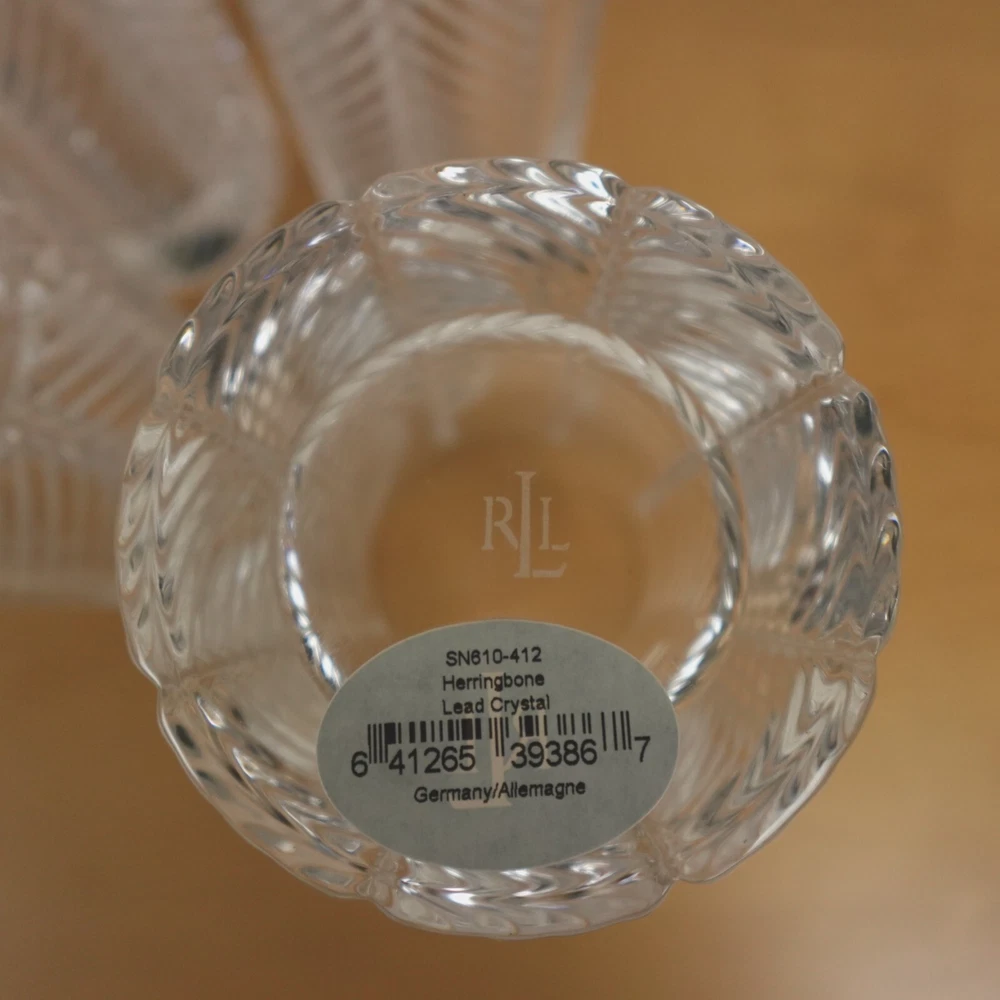 RLL
SN610-412
Herringbone
Lead Crystal
6 41265 39386 7
Germany/Allemagne